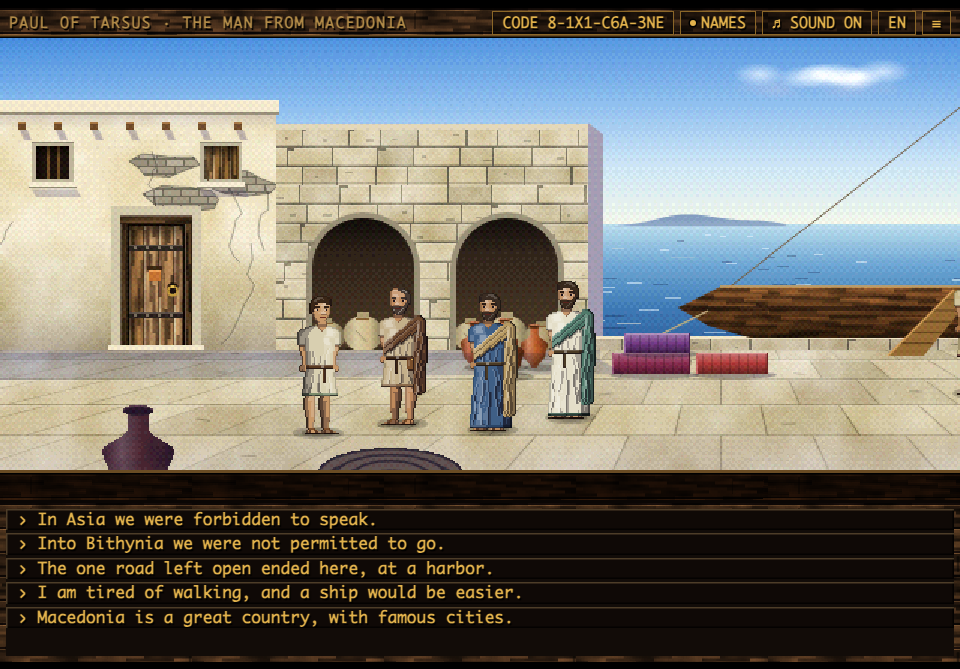 PAUL OF TARSUS · THE MAN FROM MACEDONIA
CODE 8-1X1-C6A-3NE
● NAMES
♬ SOUND ON
EN
≡
› In Asia we were forbidden to speak.
› Into Bithynia we were not permitted to go.
› The one road left open ended here, at a harbor.
› I am tired of walking, and a ship would be easier.
› Macedonia is a great country, with famous cities.